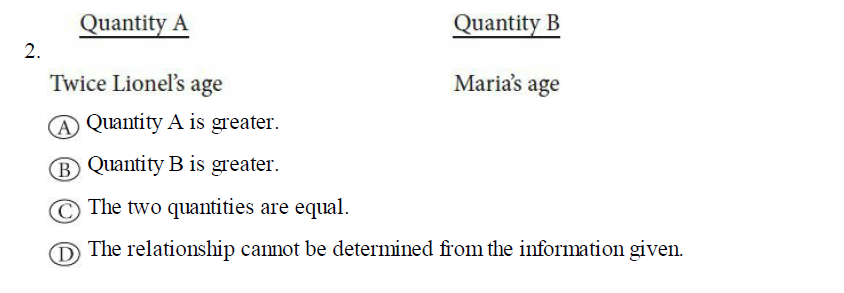 Quantity A Quantity B
2.
Twice Lionel's age Maria's age
A Quantity A is greater.
B Quantity B is greater.
C The two quantities are equal.
D The relationship cannot be determined from the information given.